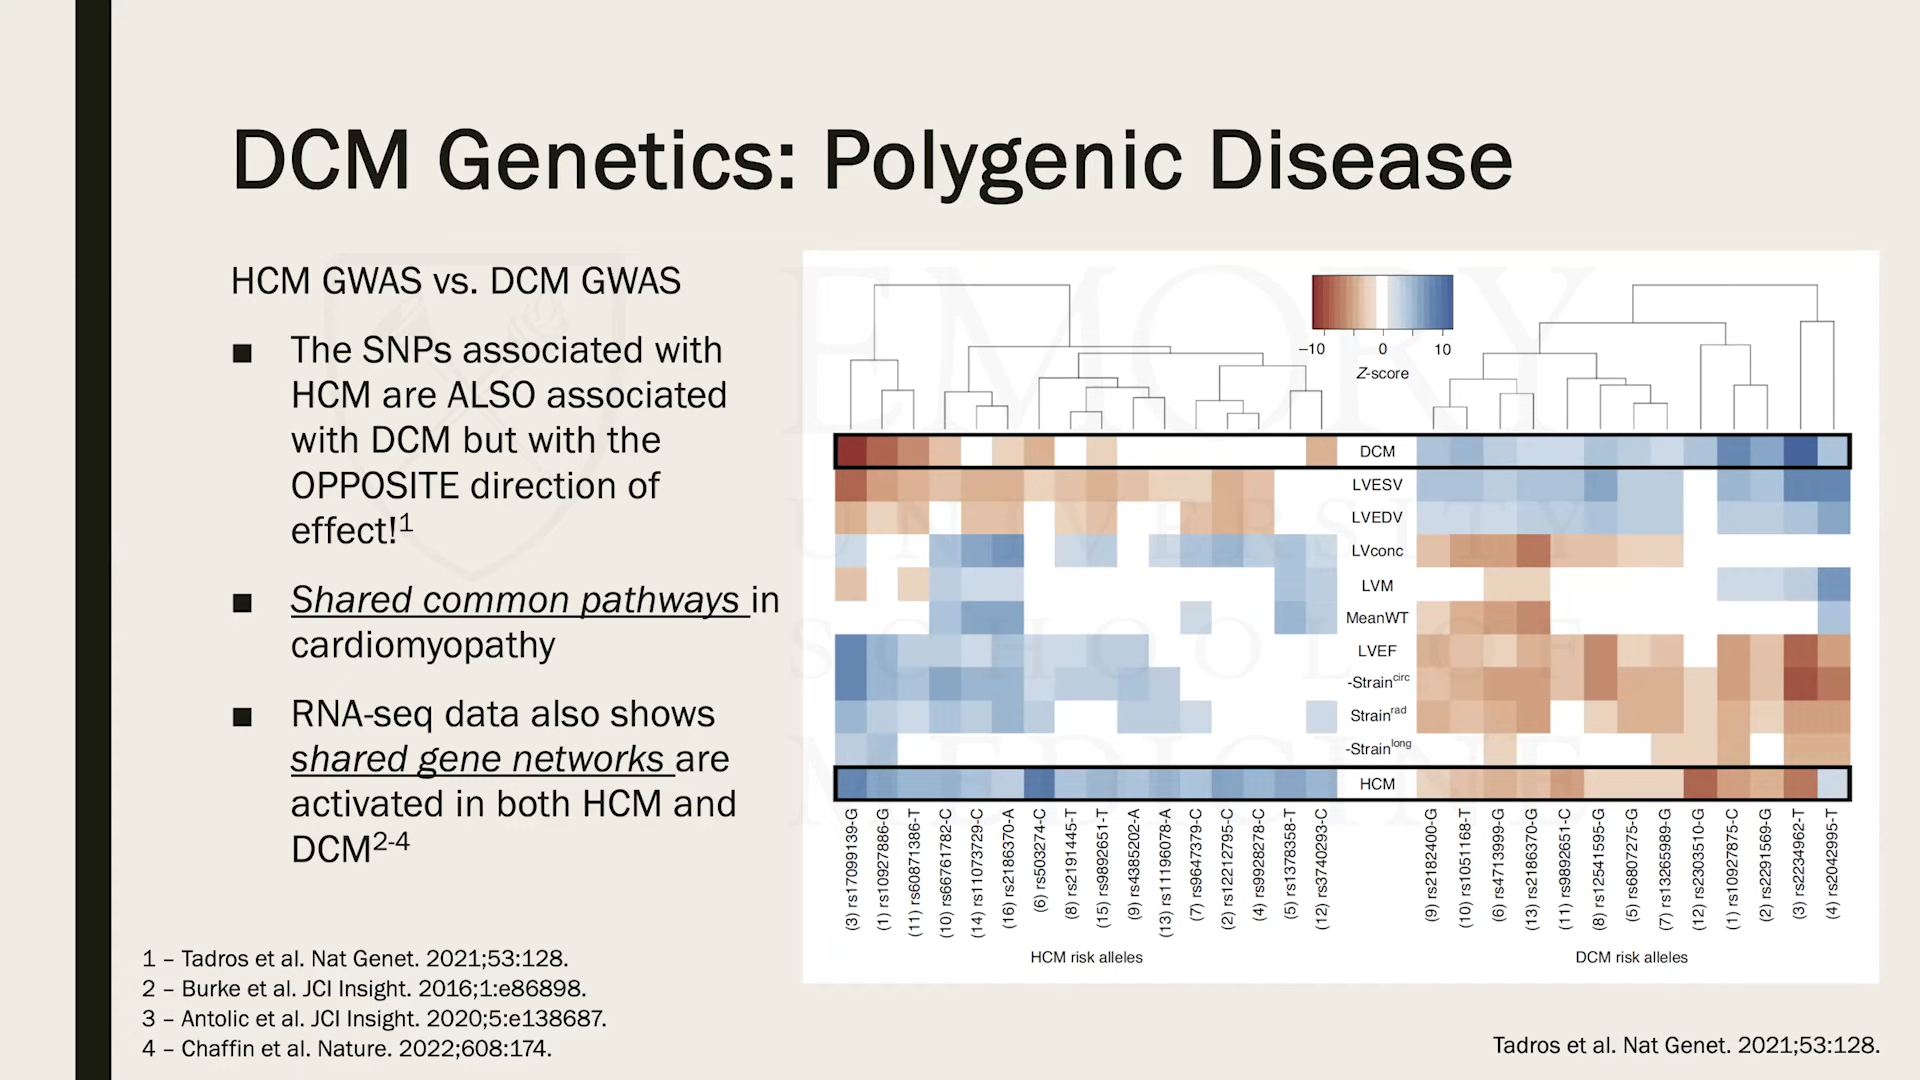 DCM Genetics: Polygenic Disease
HCM GWAS vs. DCM GWAS
■ The SNPs associated with
HCM are ALSO associated
with DCM but with the
OPPOSITE direction of
effect!1
■ Shared common pathways in
cardiomyopathy
■ RNA-seq data also shows
shared gene networks are
activated in both HCM and
DCM2-4
1 – Tadros et al. Nat Genet. 2021;53:128.
2 – Burke et al. JCI Insight. 2016;1:e86898.
3 – Antolic et al. JCI Insight. 2020;5:e138687.
4 – Chaffin et al. Nature. 2022;608:174.
EMORY
UNIVERSITY
SCHOOL OF
MEDICINE
–10 0 10
Z-score
DCM
LVESV
LVEDV
LVconc
LVM
MeanWT
LVEF
-Straincirc
Strainrad
-Strainlong
HCM
(3) rs17099139-G
(1) rs10927886-G
(11) rs60871386-T
(10) rs66761782-C
(14) rs11073729-C
(16) rs2186370-A
(6) rs503274-C
(8) rs2191445-T
(15) rs9892651-T
(9) rs4385202-A
(13) rs11196078-A
(7) rs9647379-C
(2) rs12212795-C
(4) rs99282778-C
(5) rs1378358-T
(12) rs3740293-C
(9) rs2182400-G
(10) rs1051168-T
(6) rs4713999-G
(13) rs2186370-G
(11) rs9892651-C
(8) rs12541595-G
(5) rs6807275-G
(7) rs13265989-G
(12) rs2303510-G
(1) rs10927875-C
(2) rs2291569-G
(3) rs2234962-T
(4) rs2042995-T
HCM risk alleles
DCM risk alleles
Tadros et al. Nat Genet. 2021;53:128.